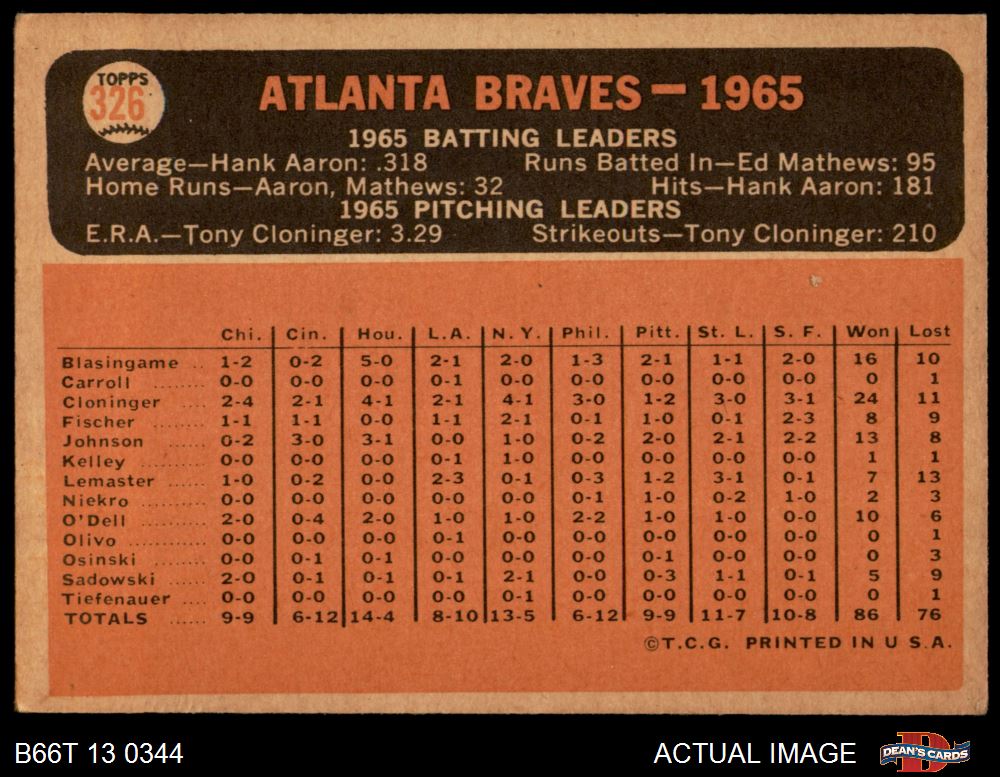 TOPPS
326
ATLANTA BRAVES — 1965
1965 BATTING LEADERS
Average—Hank Aaron: .318 Runs Batted In—Ed Mathews: 95
Home Runs—Aaron, Mathews: 32 Hits—Hank Aaron: 181
1965 PITCHING LEADERS
E.R.A.—Tony Cloninger: 3.29 Strikeouts—Tony Cloninger: 210
Chi. Cin. Hou. L.A. N.Y. Phil. Pitt. St. L. S. F. Won Lost
Blasingame .. 1-2 0-2 5-0 2-1 2-0 1-3 2-1 1-1 2-0 16 10
Carroll ........ 0-0 0-0 0-0 0-1 0-0 0-0 0-0 0-0 0-0 0 1
Cloninger .... 2-4 2-1 4-1 2-1 4-1 3-0 1-2 3-0 3-1 24 11
Fischer ........ 1-1 1-1 0-0 1-1 2-1 0-1 1-0 0-1 2-3 8 9
Johnson ...... 0-2 3-0 3-1 0-0 1-0 0-2 2-0 2-1 2-2 13 8
Kelley .......... 0-0 0-0 0-0 0-1 1-0 0-0 0-0 0-0 0-0 1 1
Lemaster ...... 1-0 0-2 0-0 2-3 0-1 0-3 1-2 3-1 0-1 7 13
Niekro .......... 0-0 0-0 0-0 0-0 0-0 0-1 1-0 0-2 1-0 2 3
O'Dell .......... 2-0 0-4 2-0 1-0 1-0 2-2 1-0 1-0 0-0 10 6
Olivo ............ 0-0 0-0 0-0 0-1 0-0 0-0 0-0 0-0 0-0 0 1
Osinski ........ 0-0 0-1 0-1 0-0 0-0 0-0 0-1 0-0 0-0 0 3
Sadowski ...... 2-0 0-1 0-1 0-1 2-1 0-0 0-3 1-1 0-1 5 9
Tiefenauer .... 0-0 0-0 0-0 0-0 0-1 0-0 0-0 0-0 0-0 0 1
TOTALS ...... 9-9 6-12 14-4 8-10 13-5 6-12 9-9 11-7 10-8 86 76
©T.C.G. PRINTED IN U S.A.
B66T 13 0344 ACTUAL IMAGE DEAN'S CARDS